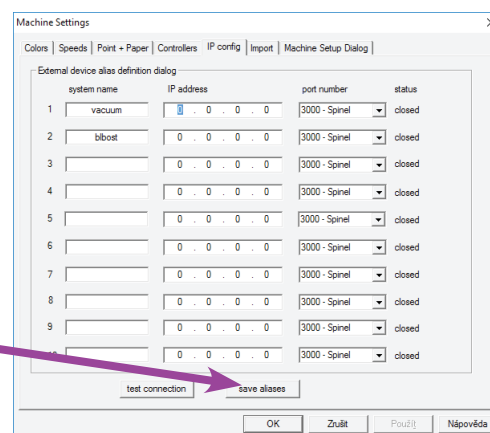 Machine Settings
Colors Speeds Point + Paper Controllers IP config Import Machine Setup Dialog
External device alias definition dialog
system name IP address port number status
1 vacuum 0 . 0 . 0 . 0 3000 - Spinel closed
2 blbost 0 . 0 . 0 . 0 3000 - Spinel closed
3 0 . 0 . 0 . 0 3000 - Spinel closed
4 0 . 0 . 0 . 0 3000 - Spinel closed
5 0 . 0 . 0 . 0 3000 - Spinel closed
6 0 . 0 . 0 . 0 3000 - Spinel closed
7 0 . 0 . 0 . 0 3000 - Spinel closed
8 0 . 0 . 0 . 0 3000 - Spinel closed
9 0 . 0 . 0 . 0 3000 - Spinel closed
0 . 0 . 0 . 0 3000 - Spinel closed
test connection save aliases
OK Zrušit Použít Nápověda